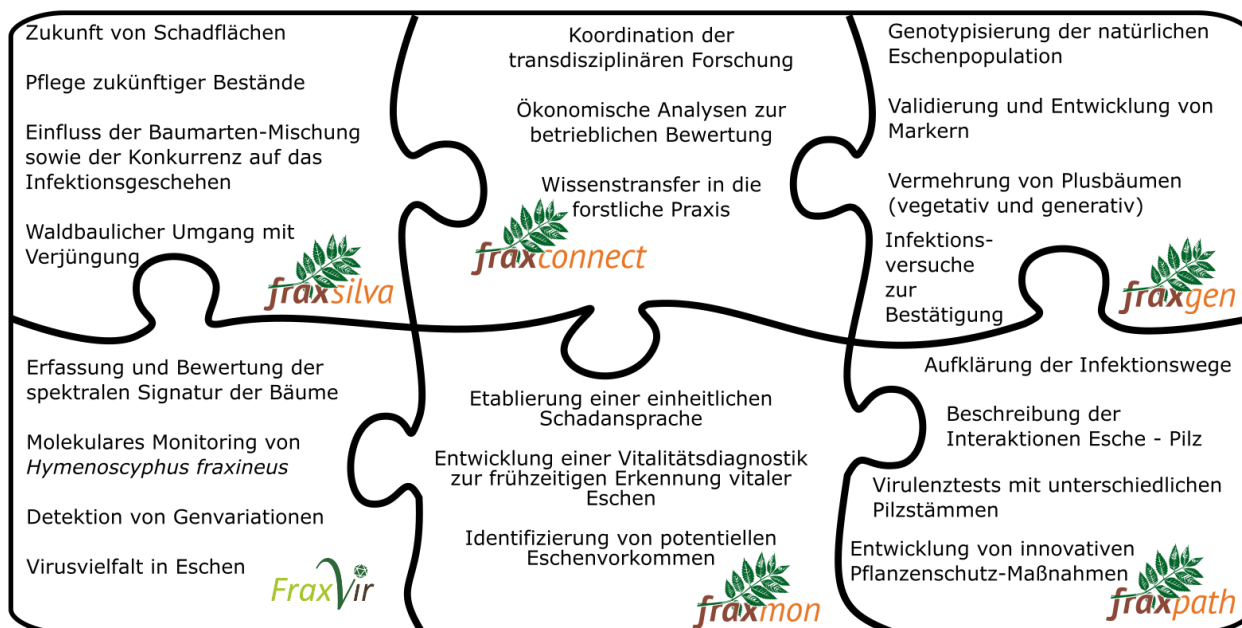 Zukunft von Schadflächen
Pflege zukünftiger Bestände
Einfluss der Baumarten-Mischung
sowie der Konkurrenz auf das
Infektionsgeschehen
Waldbaulicher Umgang mit
Verjüngung
fraxsilva
Koordination der
transdisziplinären Forschung
Ökonomische Analysen zur
betrieblichen Bewertung
Wissenstransfer in die
forstliche Praxis
fraxconnect
Genotypisierung der natürlichen
Eschenpopulation
Validierung und Entwicklung von
Markern
Vermehrung von Plusbäumen
(vegetativ und generativ)
Infektions-
versuche
zur
Bestätigung
fraxgen
Erfassung und Bewertung der
spektralen Signatur der Bäume
Molekulares Monitoring von
Hymenoscyphus fraxineus
Detektion von Genvariationen
Virusvielfalt in Eschen
FraxVir
Etablierung einer einheitlichen
Schadansprache
Entwicklung einer Vitalitätsdiagnostik
zur frühzeitigen Erkennung vitaler
Eschen
Identifizierung von potentiellen
Eschenvorkommen
fraxmon
Aufklärung der Infektionswege
Beschreibung der
Interaktionen Esche - Pilz
Virulenztests mit unterschiedlichen
Pilzstämmen
Entwicklung von innovativen
Pflanzenschutz-Maßnahmen
fraxpath